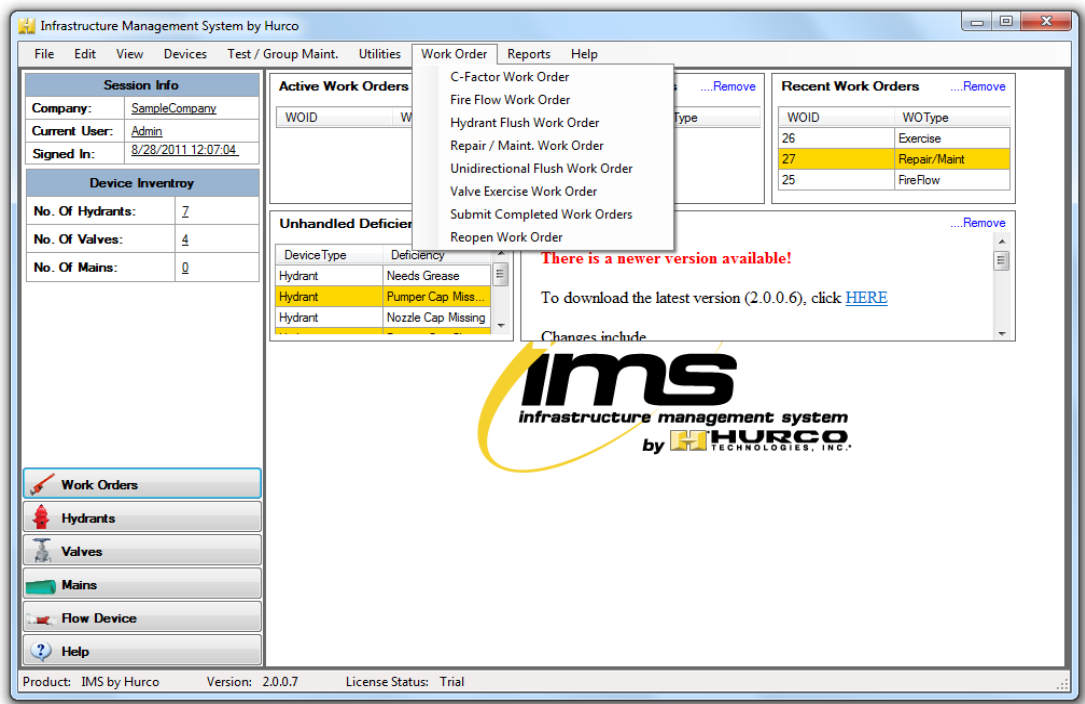 Infrastructure Management System by Hurco
File Edit View Devices Test / Group Maint. Utilities Work Order Reports Help
Session Info
Company: SampleCompany
Current User: Admin
Signed In: 8/28/2011 12:07:04
Device Inventroy
No. Of Hydrants: 7
No. Of Valves: 4
No. Of Mains: 0
Work Orders
Hydrants
Valves
Mains
Flow Device
Help
Active Work Orders
WOID
C-Factor Work Order
Fire Flow Work Order
Hydrant Flush Work Order
Repair / Maint. Work Order
Unidirectional Flush Work Order
Valve Exercise Work Order
Submit Completed Work Orders
Reopen Work Order
....Remove
Type
Recent Work Orders ....Remove
WOID WOType
26 Exercise
27 Repair/Maint
25 FireFlow
Unhandled Deficien
DeviceType Deficiency
Hydrant Needs Grease
Hydrant Pumper Cap Miss...
Hydrant Nozzle Cap Missing
....Remove
There is a newer version available!
To download the latest version (2.0.0.6), click HERE
Changes include
ims
infrastructure management system
by HURCO
TECHNOLOGIES, INC.
Product: IMS by Hurco Version: 2.0.0.7 License Status: Trial